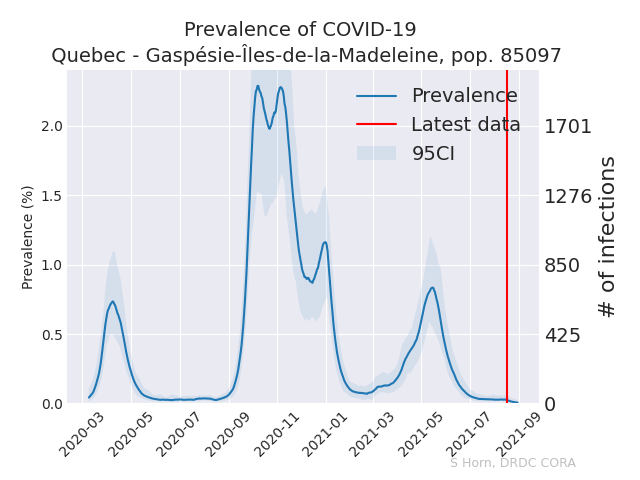 Prevalence of COVID-19
Quebec - Gaspésie-Îles-de-la-Madeleine, pop. 85097
Prevalence
Latest data
95CI
2.0
1.5
1.0
0.5
0.0
Prevalence (%)
1701
1276
850
425
0
# of infections
2020-03
2020-05
2020-07
2020-09
2020-11
2021-01
2021-03
2021-05
2021-07
2021-09
S Horn, DRDC CORA